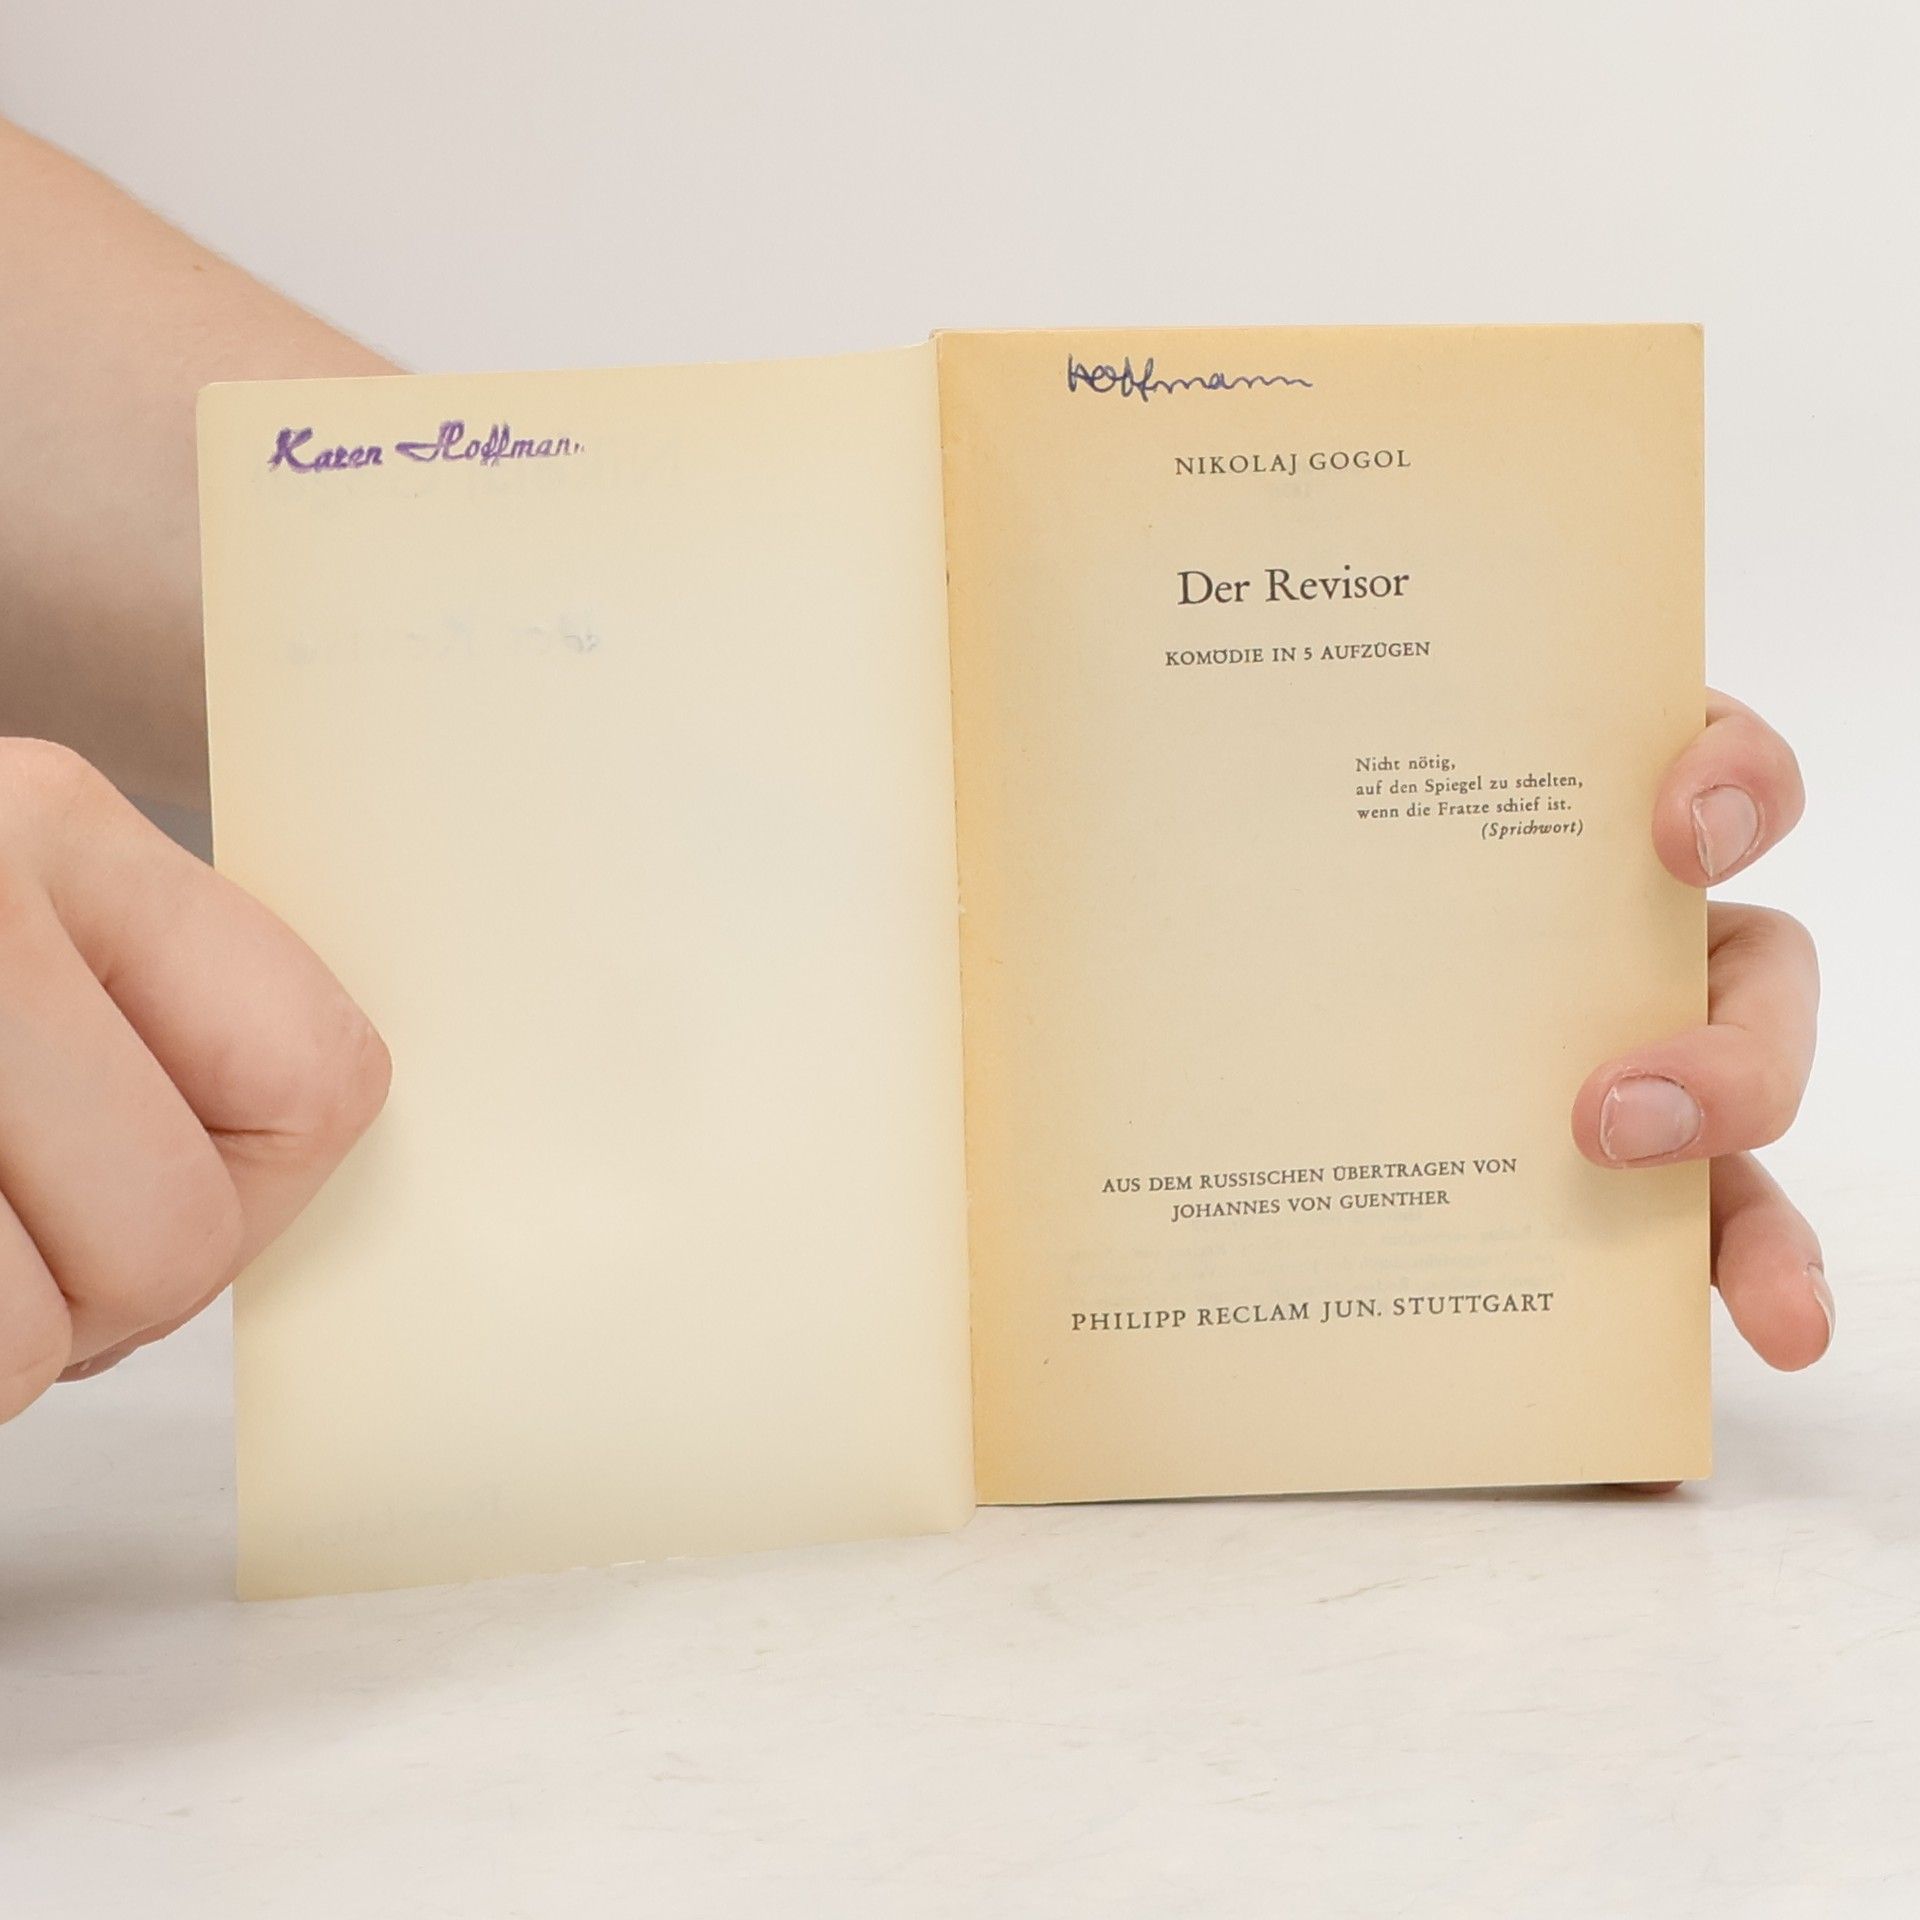 Karen Hoffmann
Hoffmann
NIKOLAJ GOGOL
Der Revisor
KOMÖDIE IN 5 AUFZÜGEN
Nicht nötig,
auf den Spiegel zu schelten,
wenn die Fratze schief ist.
(Sprichwort)
AUS DEM RUSSISCHEN ÜBERTRAGEN VON
JOHANNES VON GUENTHER
PHILIPP RECLAM JUN. STUTTGART